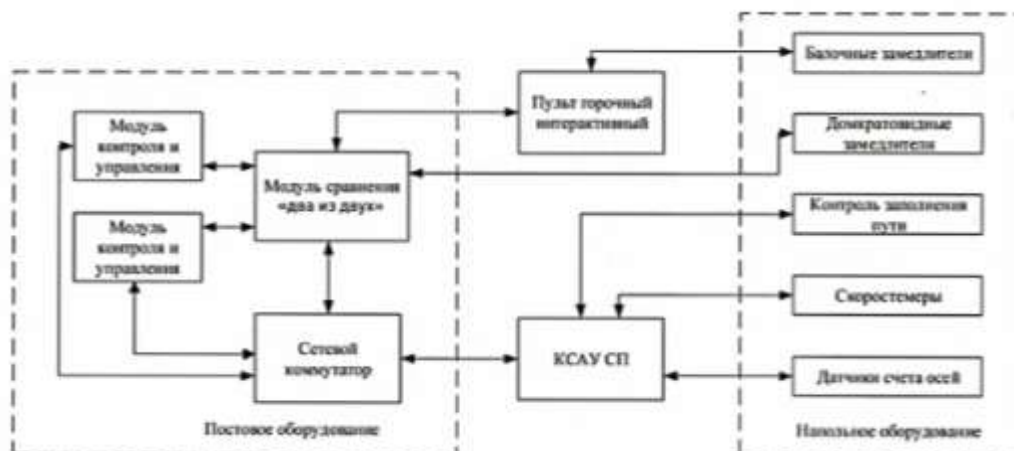 Балочные замедлители
Пульт горочный
интерактивный
Модуль
контроля и
управления
Домкратовидные
замедлители
Модуль сравнения
«два из двух»
Контроль заполнения
пути
Модуль
контроля и
управления
Скоростемеры
Сетевой
коммутатор
КСАУ СП
Датчики счета осей
Постовое оборудование
Напольное оборудование